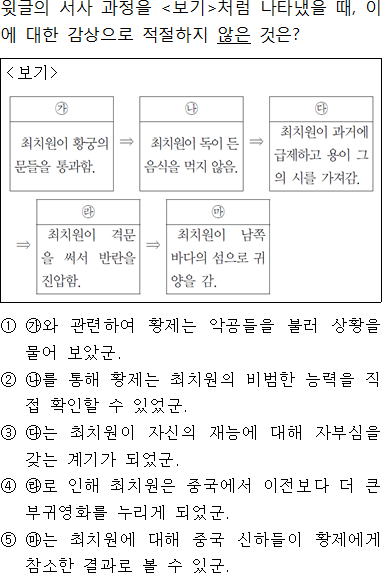 윗글의 서사 과정을 <보기>처럼 나타냈을 때, 이
에 대한 감상으로 적절하지 않은 것은?
<보기>
㉮
최치원이 황궁의
문들을 통과함.
⇒
㉯
최치원이 독이 든
음식을 먹지 않음.
⇒
㉰
최치원이 과거에
급제하고 용이 그
의 시를 가져감.
⇒
㉱
최치원이 격문
을 써서 반란을
진압함.
⇒
㉲
최치원이 남쪽
바다의 섬으로 귀
양을 감.
① ㉮와 관련하여 황제는 악공들을 불러 상황을
물어 보았군.
② ㉯를 통해 황제는 최치원의 비범한 능력을 직
접 확인할 수 있었군.
③ ㉰는 최치원이 자신의 재능에 대해 자부심을
갖는 계기가 되었군.
④ ㉱로 인해 최치원은 중국에서 이전보다 더 큰
부귀영화를 누리게 되었군.
⑤ ㉲는 최치원에 대해 중국 신하들이 황제에게
참소한 결과로 볼 수 있군.